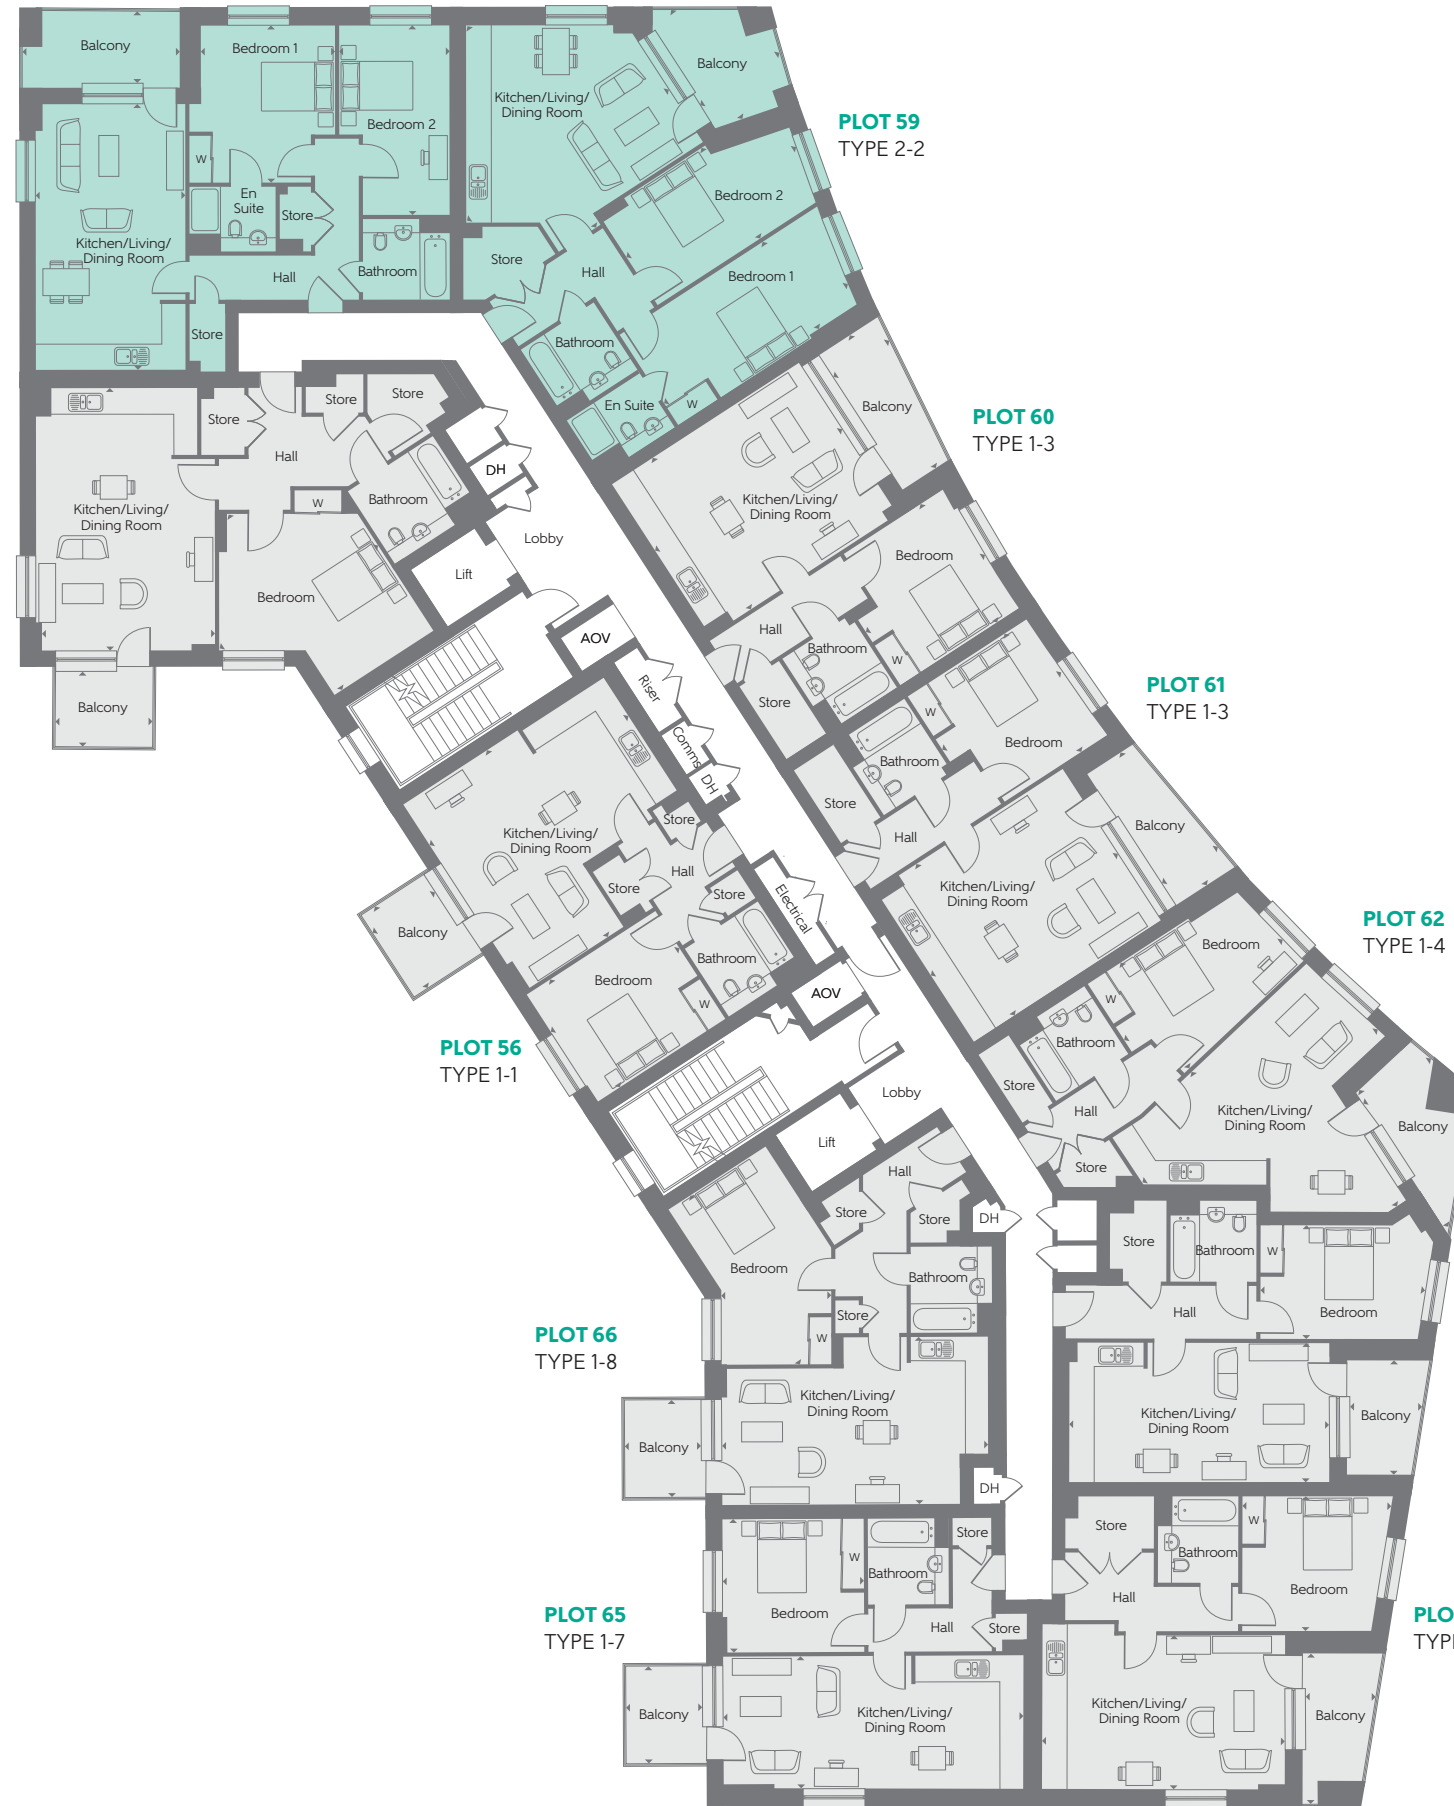 Balcony
Kitchen/Living/
Dining Room
Bedroom 1
Bedroom 2
W
En
Suite
Store
Hall
Bathroom
Store
Kitchen/Living/
Dining Room
Balcony
Bedroom 2
Bedroom 1
Store
Hall
Bathroom
En Suite
W
PLOT 59
TYPE 2-2
Store
Store
Store
Hall
W
Bathroom
Kitchen/Living/
Dining Room
Bedroom
Balcony
DH
Lobby
Lift
AOV
Riser
Comms
DH
Balcony
Kitchen/Living/
Dining Room
Bedroom
Hall
Bathroom
W
Store
PLOT 60
TYPE 1-3
W
Bedroom
Bathroom
Store
Hall
Balcony
Kitchen/Living/
Dining Room
PLOT 61
TYPE 1-3
Kitchen/Living/
Dining Room
Store
Store
Hall
Store
Balcony
Bedroom
Bathroom
W
Electrical
AOV
PLOT 56
TYPE 1-1
Bedroom
W
Bathroom
Store
Hall
Kitchen/Living/
Dining Room
Balcony
Store
PLOT 62
TYPE 1-4
Lobby
Lift
Hall
Store
Store
DH
Bedroom
Bathroom
Store
W
Kitchen/Living/
Dining Room
Balcony
DH
PLOT 66
TYPE 1-8
Store
Bathroom
W
Bedroom
Hall
Kitchen/Living/
Dining Room
Balcony
Store
W
Bathroom
Bedroom
Hall
Kitchen/Living/
Dining Room
Balcony
PLO
TYP
W
Store
Bathroom
Bedroom
Hall
Store
Kitchen/Living/
Dining Room
Balcony
PLOT 65
TYPE 1-7